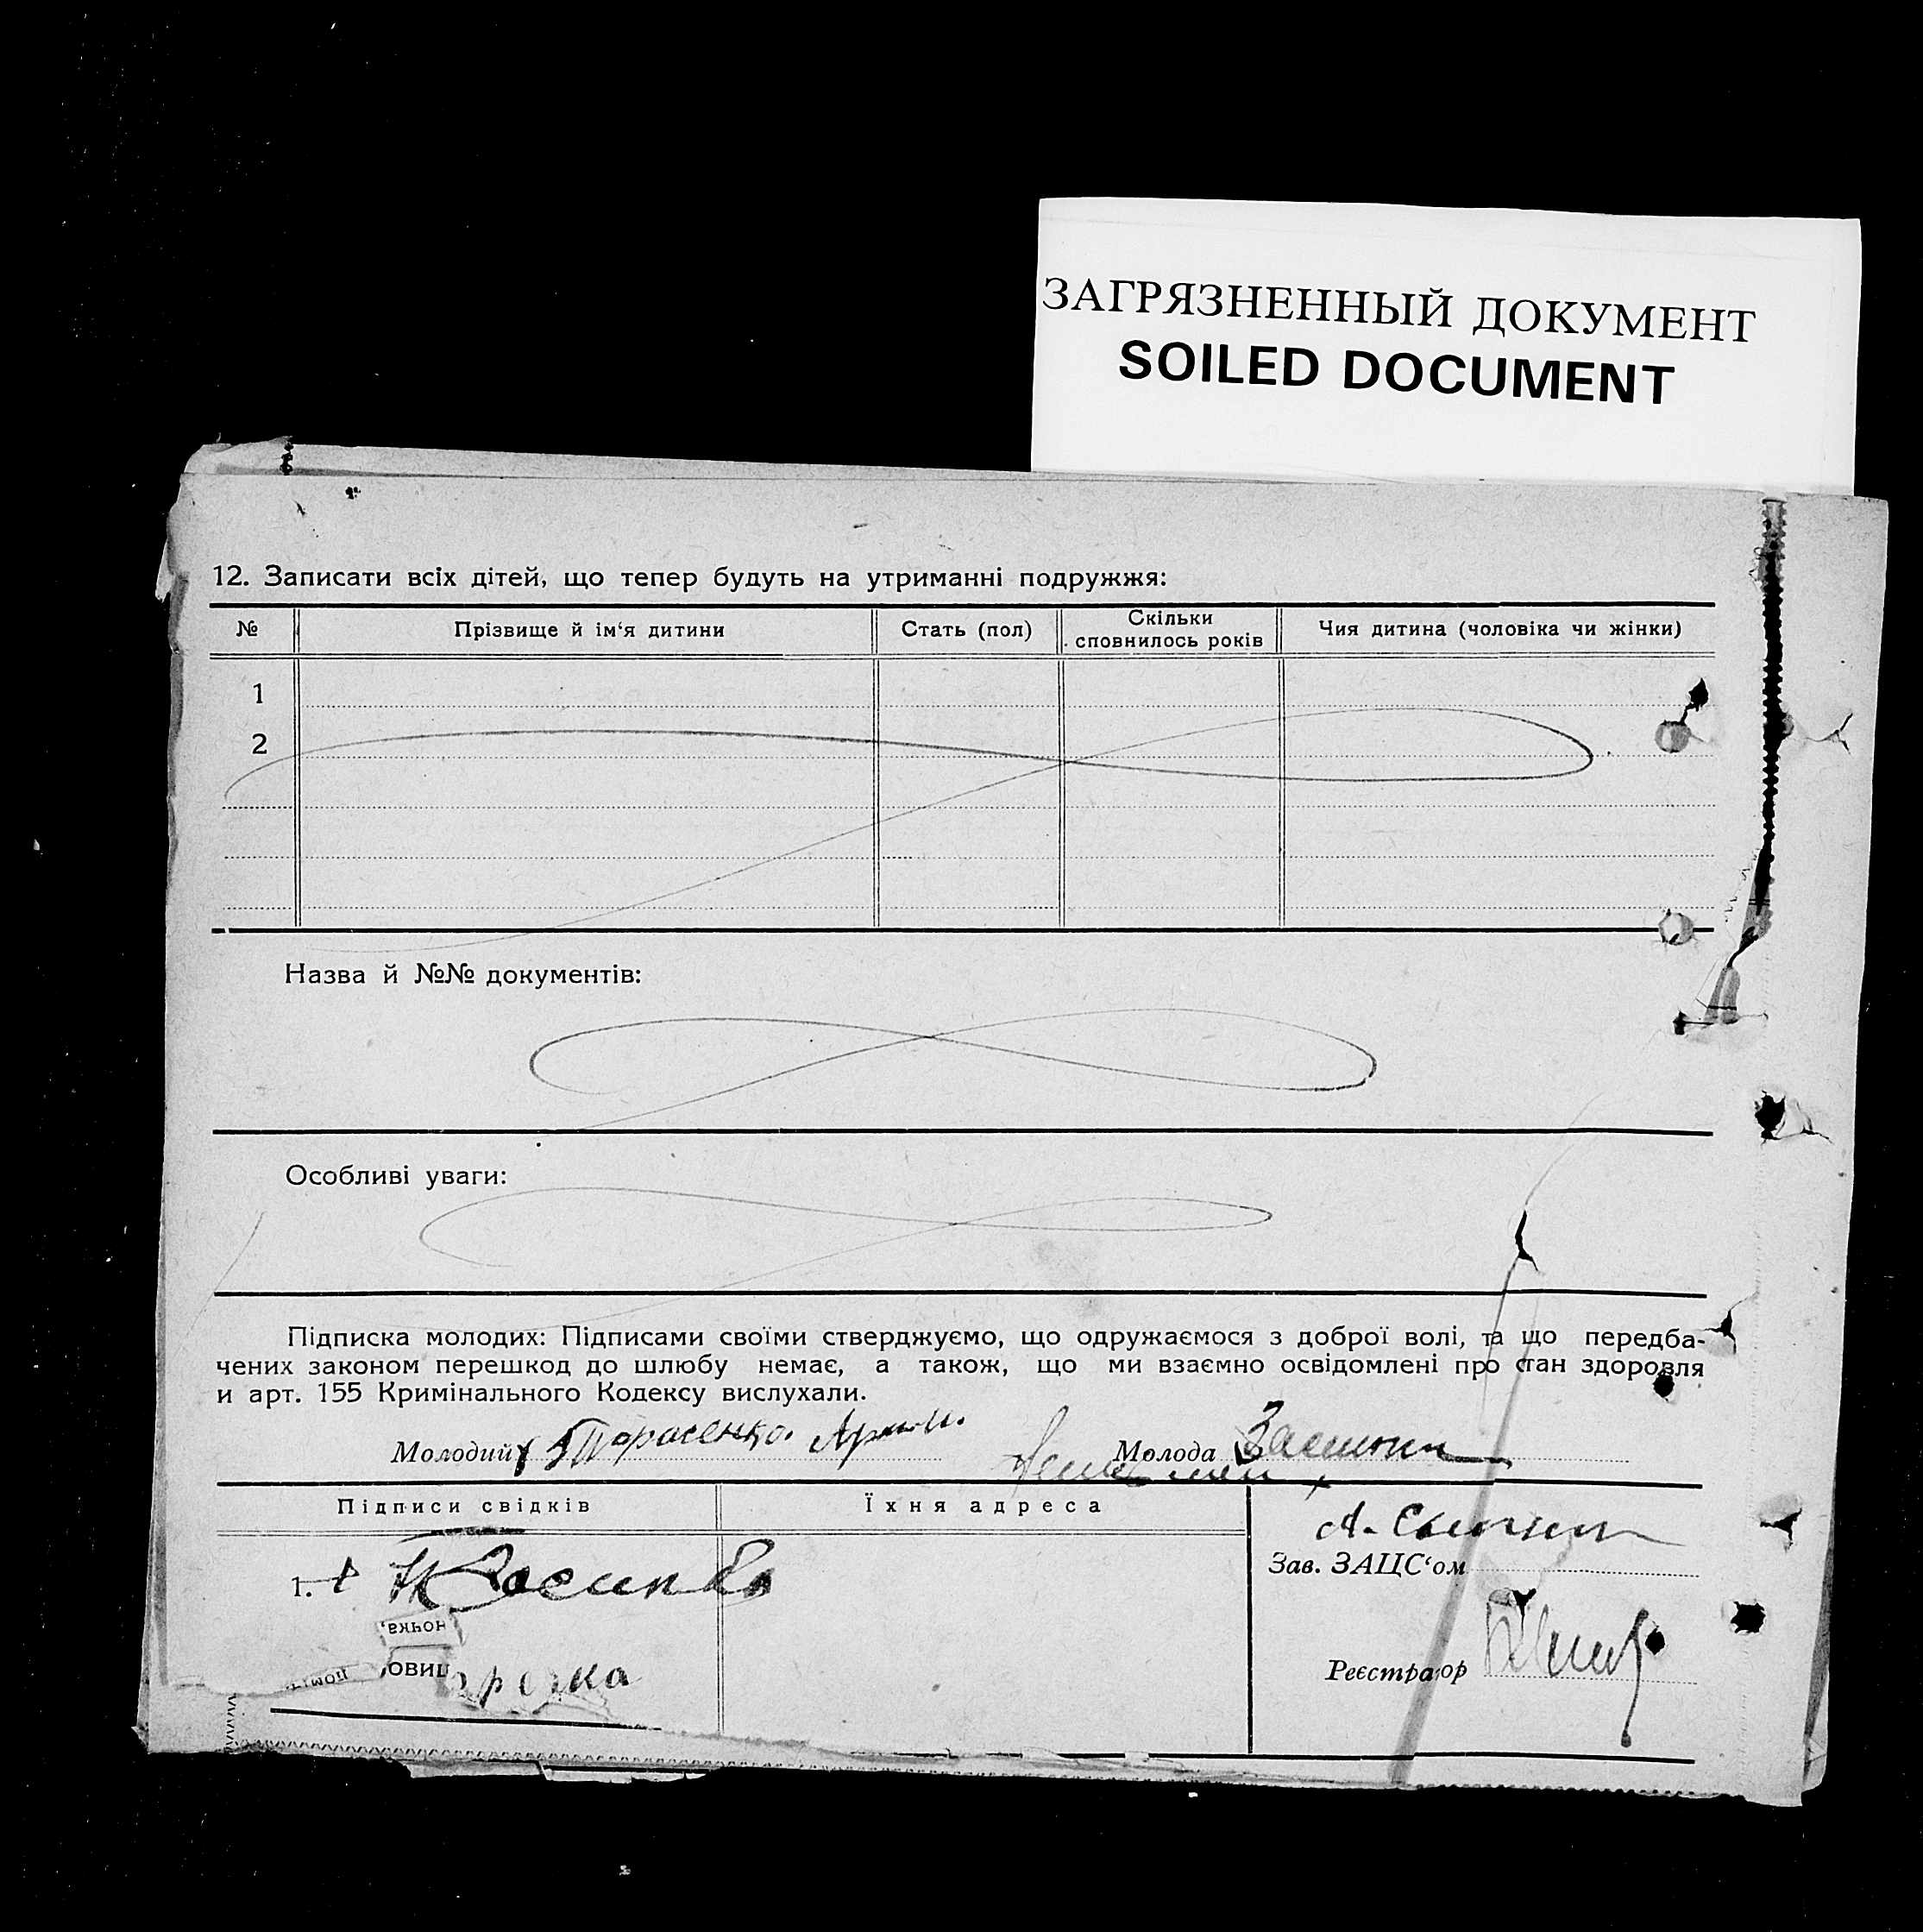 ЗАГРЯЗНЕННЫЙ ДОКУМЕНТ
SOILED DOCUMENT
12. Записати всіх дітей, що тепер будуть на утриманні подружжя:
№ Прізвище й ім‘я дитини Стать (пол) Скільки сповнилось років Чия дитина (чоловіка чи жінки)
1
2
Назва й №№ документів:
Особливі уваги:
Підписка молодих: Підписами своїми стверджуємо, що одружаємося з доброї волі, та що передба-
чених законом перешкод до шлюбу немає, а також, що ми взаємно освідомлені про стан здоровля
и арт. 155 Кримінального Кодексу вислухали.
Молодий Тарасенко Молода
Підписи свідків Їхня адреса
Зав. ЗАЦС‘ом
1.
Реєстратор